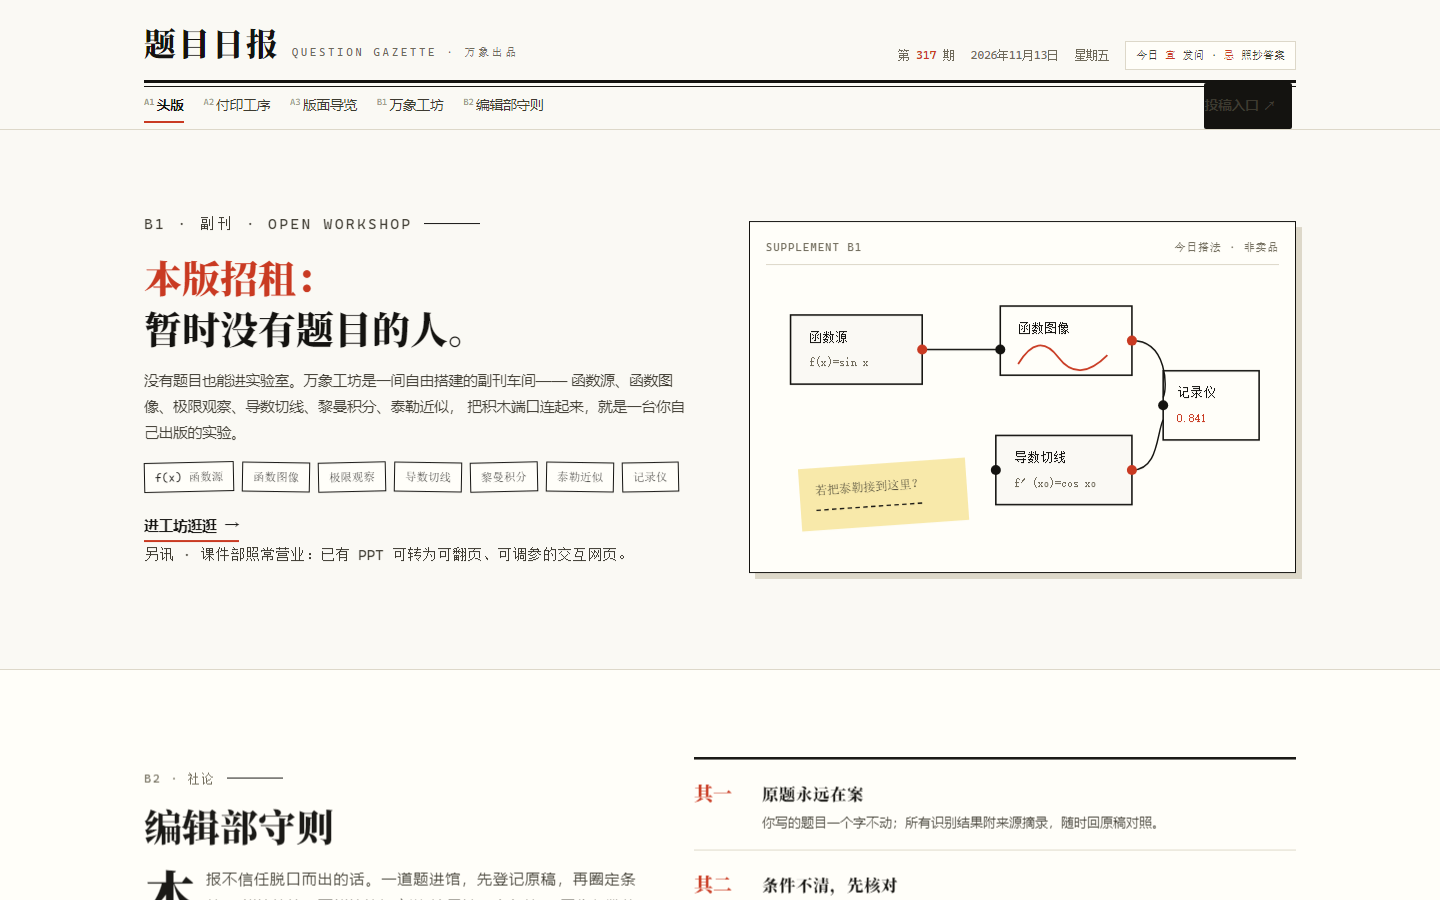 题目日报 QUESTION GAZETTE · 万象出品
第 317 期 2026年11月13日 星期五 今日 宜 发问 · 忌 照抄答案
A1 头版 A2 付印工序 A3 版面导览 B1 万象工坊 B2 编辑部守则 投稿入口 ↗
B1 · 副刊 · OPEN WORKSHOP
本版招租：
暂时没有题目的人。
没有题目也能进实验室。万象工坊是一间自由搭建的副刊车间—— 函数源、函数图
像、极限观察、导数切线、黎曼积分、泰勒近似， 把积木端口连起来，就是一台你自
己出版的实验。
f(x) 函数源 函数图像 极限观察 导数切线 黎曼积分 泰勒近似 记录仪
进工坊逛逛 →
另讯 · 课件部照常营业：已有 PPT 可转为可翻页、可调参的交互网页。
SUPPLEMENT B1 今日搭法 · 非卖品
函数源
f(x)=sin x
函数图像
记录仪
0.841
导数切线
f′(x₀)=cos x₀
若把泰勒接到这里？
B2 · 社论
编辑部守则
本报不信任脱口而出的话。一道题进馆，先登记原稿，再圈定条
其一 原题永远在案
你写的题目一个字不动；所有识别结果附来源摘录，随时回原稿对照。
其二 条件不清，先核对